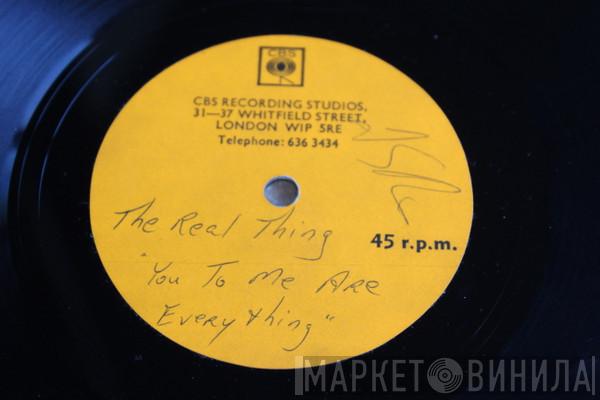 CBS
CBS RECORDING STUDIOS,
31—37 WHITFIELD STREET,
LONDON W1P 5RE
Telephone: 636 3434
The Real Thing
45 r.p.m.
"You To Me Are
Everything"
МАРКЕТ ВИНИЛА